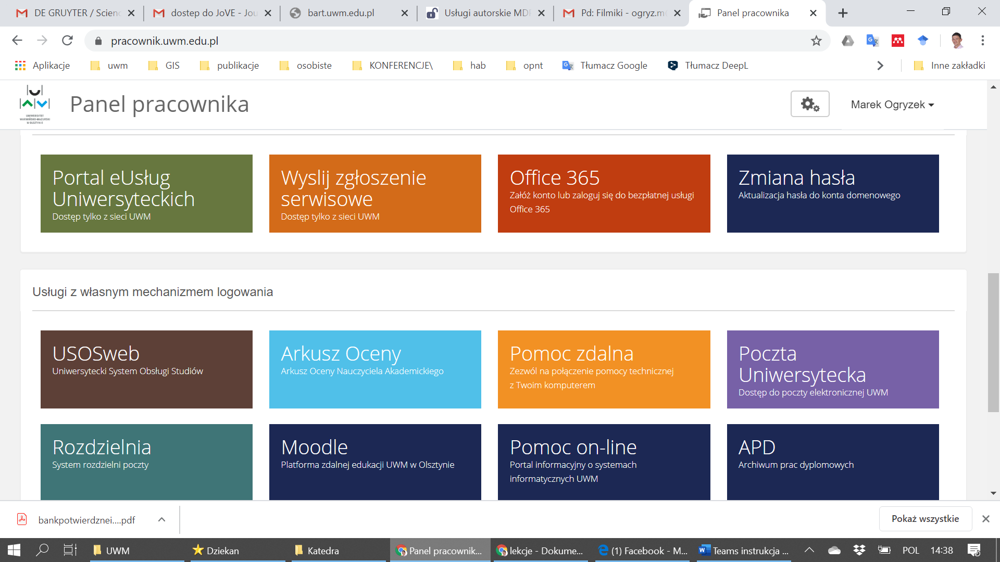 DE GRUYTER / Scienc
dostep do JoVE - Jou
bart.uwm.edu.pl
Usługi autorskie MDP
Pd: Filmiki - ogryz.m
Panel pracownika
pracownik.uwm.edu.pl
Aplikacje
uwm
GIS
publikacje
osobiste
KONFERENCJE\
hab
opnt
Tłumacz Google
Tłumacz DeepL
Inne zakładki
UNIWERSYTET
WARMIŃSKO-MAZURSKI
W OLSZTYNIE
Panel pracownika
Marek Ogryzek
Portal eUsług
Uniwersyteckich
Dostęp tylko z sieci UWM
Wyslij zgłoszenie
serwisowe
Dostęp tylko z sieci UWM
Office 365
Załóż konto lub zaloguj się do bezpłatnej usługi
Office 365
Zmiana hasła
Aktualizacja hasła do konta domenowego
Usługi z własnym mechanizmem logowania
USOSweb
Uniwersytecki System Obsługi Studiów
Arkusz Oceny
Arkusz Oceny Nauczyciela Akademickiego
Pomoc zdalna
Zezwól na połączenie pomocy technicznej
z Twoim komputerem
Poczta
Uniwersytecka
Dostęp do poczty elektronicznej UWM
Rozdzielnia
System rozdzielni poczty
Moodle
Platforma zdalnej edukacji UWM w Olsztynie
Pomoc on-line
Portal informacyjny o systemach
informatycznych UWM
APD
Archiwum prac dyplomowych
bankpotwierdznei....pdf
Pokaż wszystkie
UWM
Dziekan
Katedra
Panel pracownik...
lekcje - Dokume...
(1) Facebook - M...
Teams instrukcja ...
POL
14:38